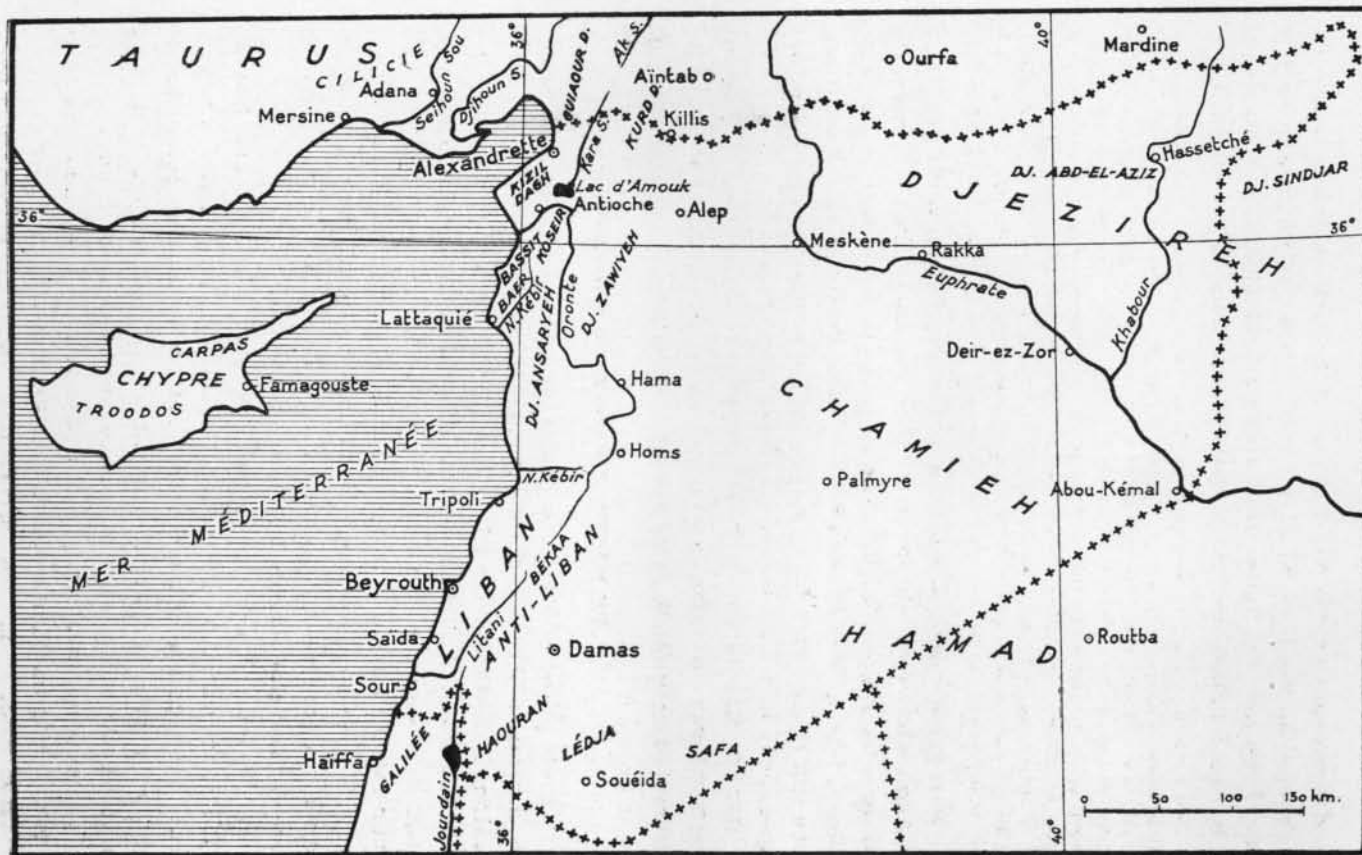 TAURUS
CILICIE
Adana
Seihoun Sou
Djihoun S.
36°
GUIAOUR D.
Ak S.
Aïntab
Ourfa
40°
Mardine
Mersine
Kara S.
KURD D.
Killis
Alexandrette
KIZIL
DAGH
Lac d'Amouk
Antioche
Alep
Hassetché
DJ. ABD-EL-AZIZ
DJ. SINDJAR
DJEZIREH
36°
36°
Meskène
Rakka
Euphrate
Khabour
BASSIT
BAER
KOSEIR
N. Kébir
Lattaquié
DJ. ANSARYEH
Oronte
DJ. ZAWIYEH
Deir-ez-Zor
CARPAS
CHYPRE
Famagouste
TROODOS
Hama
CHAMIEH
Homs
MER MÉDITERRANÉE
N. Kébir
Tripoli
Palmyre
Abou-Kémal
LIBAN
BÉKAA
ANTI-LIBAN
Litani
Beyrouth
Saïda
Damas
HAMAD
Routba
Sour
GALILÉE
HAOURAN
LÉDJA
SAFA
Haïffa
Jourdain
Souéida
36°
40°
0 50 100 150 km.